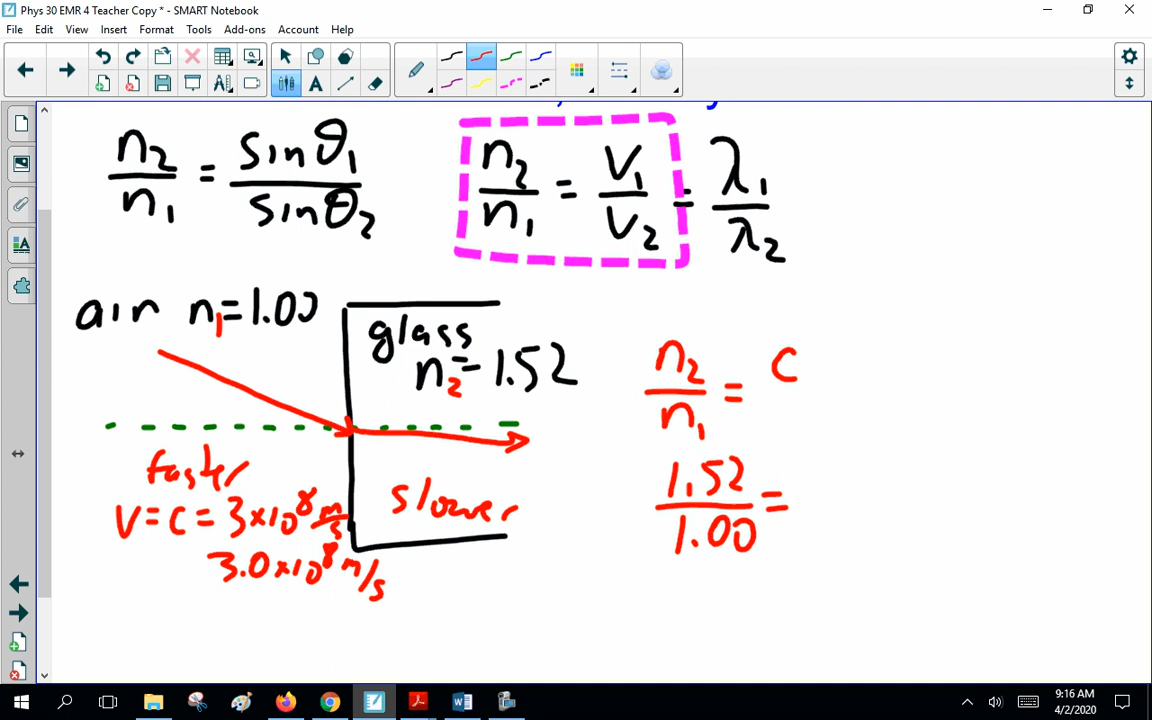 Phys 30 EMR 4 Teacher Copy * - SMART Notebook
File Edit View Insert Format Tools Add-ons Account Help
n₂/n₁ = sinθ₁/sinθ₂
n₂/n₁ = v₁/v₂ = λ₁/λ₂
air n₁=1.00
glass
n₂=1.52
n₂/n₁ = c
faster
v=c=3×10⁸ m/s
3.0×10⁸ m/s
slower
1.52/1.00 =
9:16 AM
4/2/2020